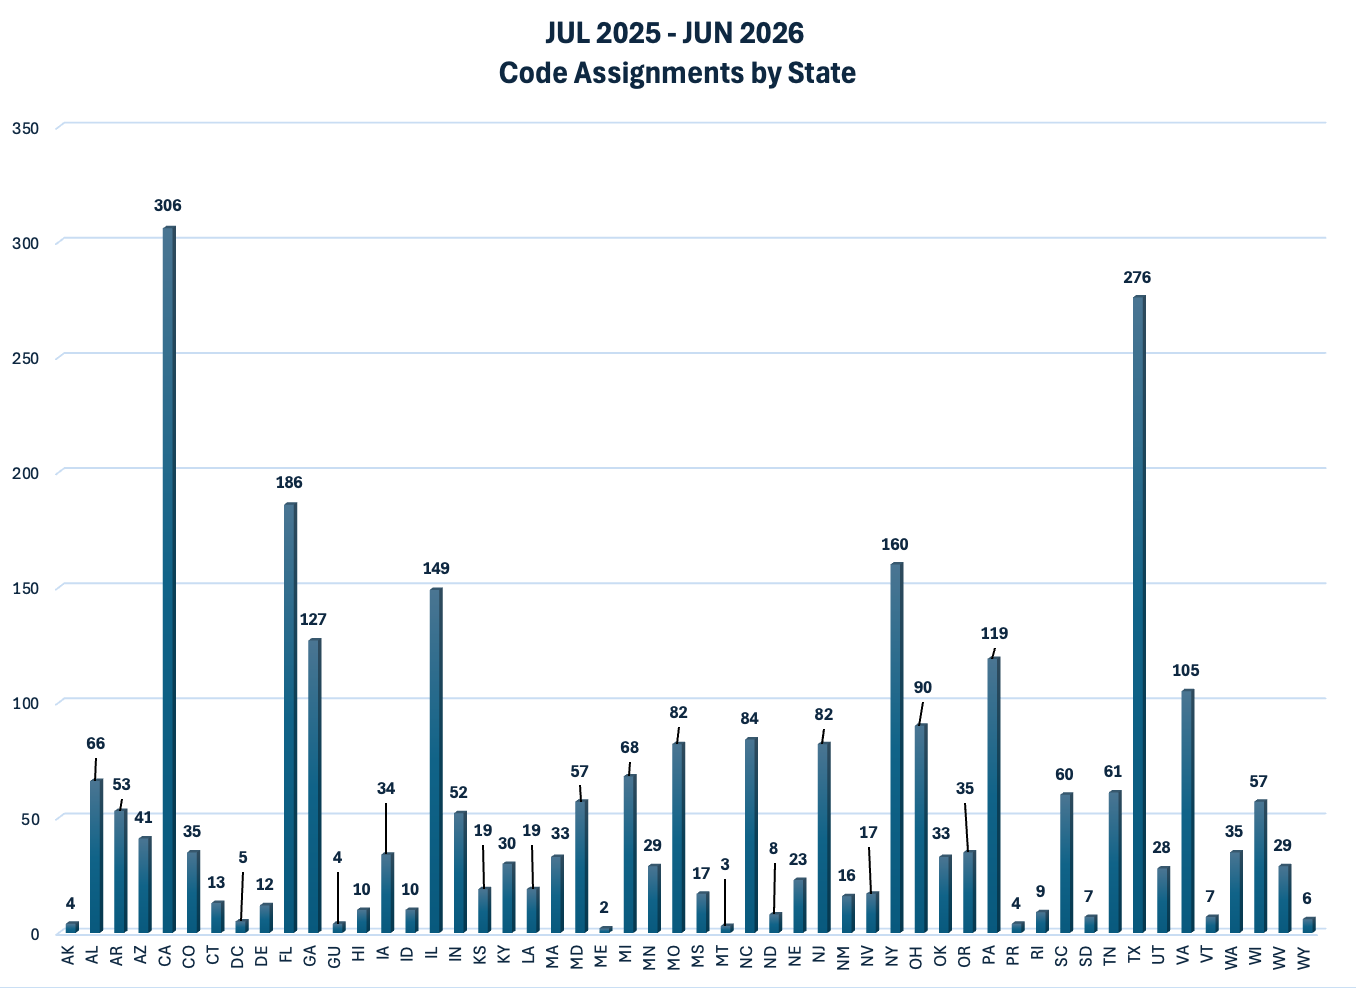 JUL 2025 - JUN 2026
Code Assignments by State
350
300
250
200
150
100
50
0
4
66
53
41
306
35
13
5
12
186
127
4
10
34
10
149
52
19
30
19
33
57
2
68
29
82
17
3
84
8
23
82
16
17
160
90
33
35
119
4
9
60
7
61
276
28
105
7
35
57
29
6
AK
AL
AR
AZ
CA
CO
CT
DC
DE
FL
GA
GU
HI
IA
ID
IL
IN
KS
KY
LA
MA
MD
ME
MI
MN
MO
MS
MT
NC
ND
NE
NJ
NM
NV
NY
OH
OK
OR
PA
PR
RI
SC
SD
TN
TX
UT
VA
VT
WA
WI
WV
WY